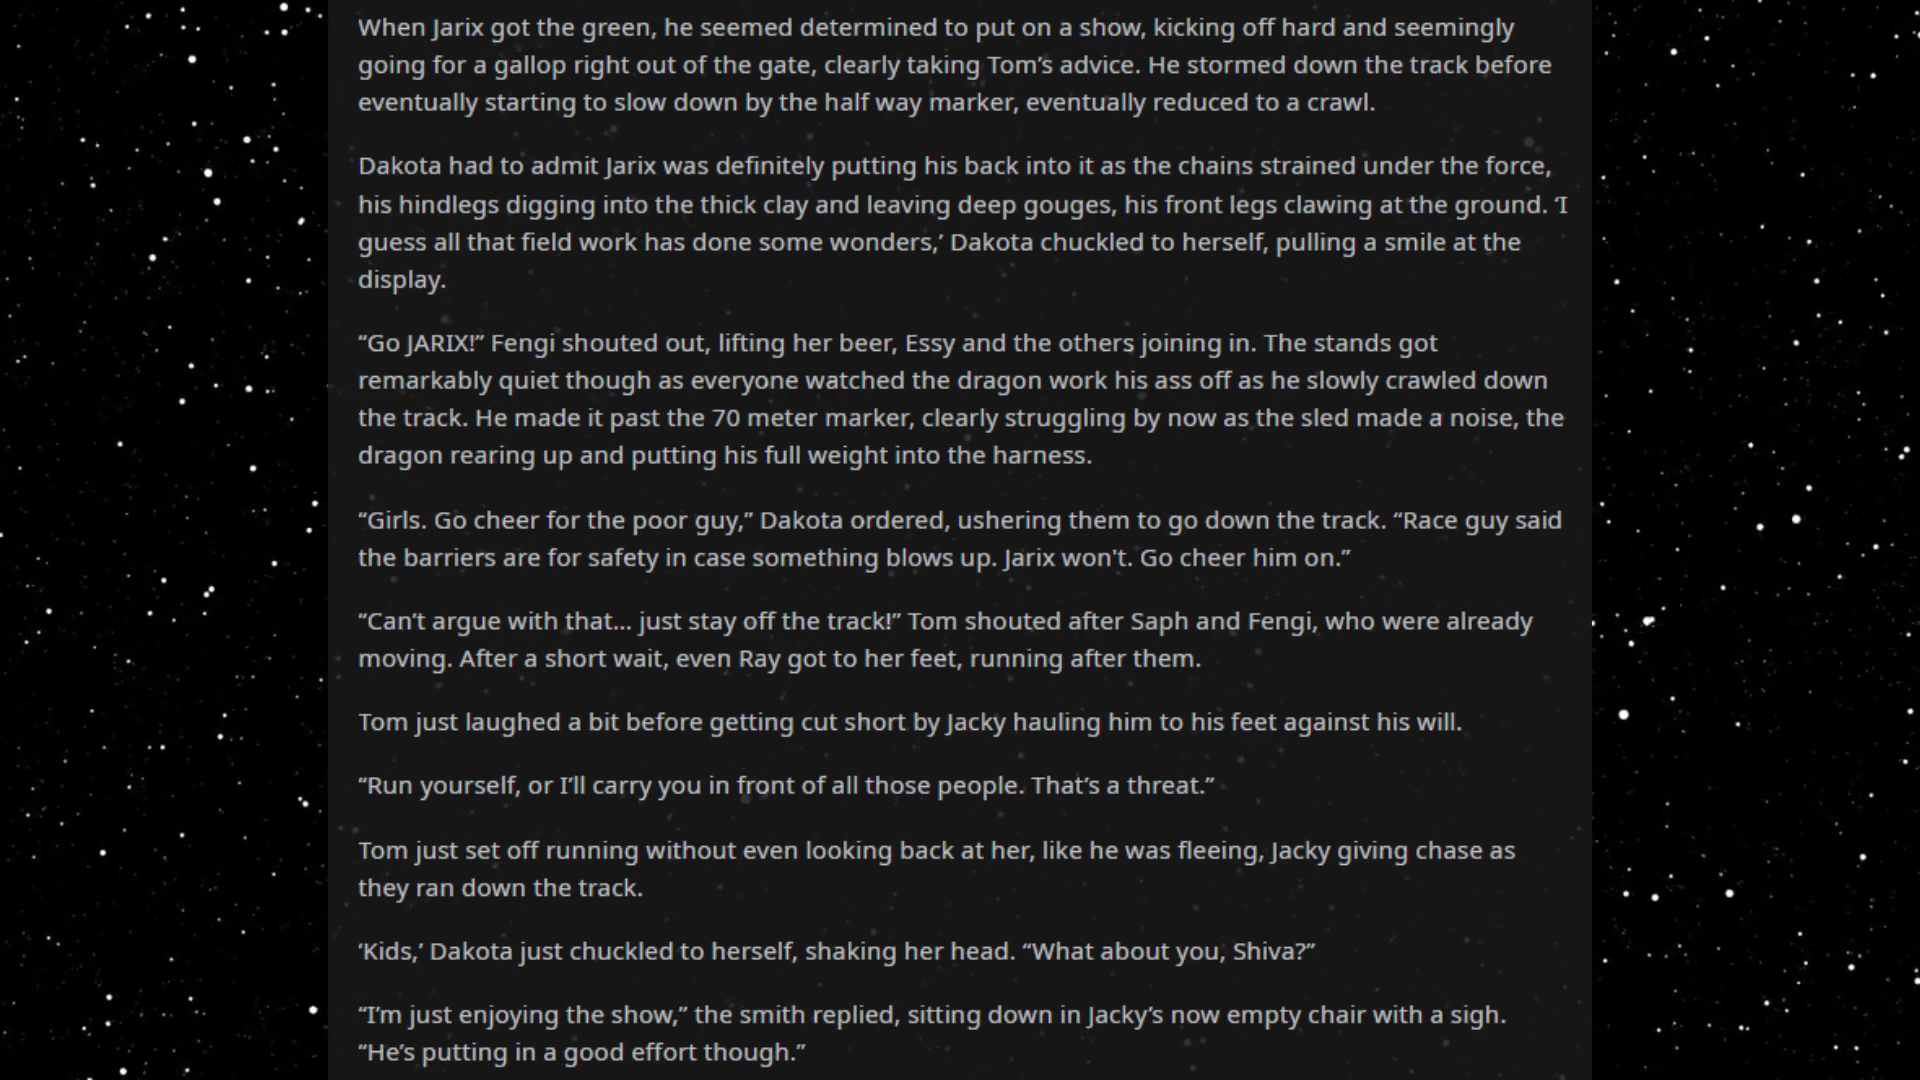 When Jarix got the green, he seemed determined to put on a show, kicking off hard and seemingly
going for a gallop right out of the gate, clearly taking Tom’s advice. He stormed down the track before
eventually starting to slow down by the half way marker, eventually reduced to a crawl.
Dakota had to admit Jarix was definitely putting his back into it as the chains strained under the force,
his hindlegs digging into the thick clay and leaving deep gouges, his front legs clawing at the ground. ‘I
guess all that field work has done some wonders,’ Dakota chuckled to herself, pulling a smile at the
display.
“Go JARIX!” Fengi shouted out, lifting her beer, Essy and the others joining in. The stands got
remarkably quiet though as everyone watched the dragon work his ass off as he slowly crawled down
the track. He made it past the 70 meter marker, clearly struggling by now as the sled made a noise, the
dragon rearing up and putting his full weight into the harness.
“Girls. Go cheer for the poor guy,” Dakota ordered, ushering them to go down the track. “Race guy said
the barriers are for safety in case something blows up. Jarix won't. Go cheer him on.”
“Can’t argue with that... just stay off the track!” Tom shouted after Saph and Fengi, who were already
moving. After a short wait, even Ray got to her feet, running after them.
Tom just laughed a bit before getting cut short by Jacky hauling him to his feet against his will.
“Run yourself, or I’ll carry you in front of all those people. That’s a threat.”
Tom just set off running without even looking back at her, like he was fleeing, Jacky giving chase as
they ran down the track.
‘Kids,’ Dakota just chuckled to herself, shaking her head. “What about you, Shiva?”
“I’m just enjoying the show,” the smith replied, sitting down in Jacky’s now empty chair with a sigh.
“He’s putting in a good effort though.”